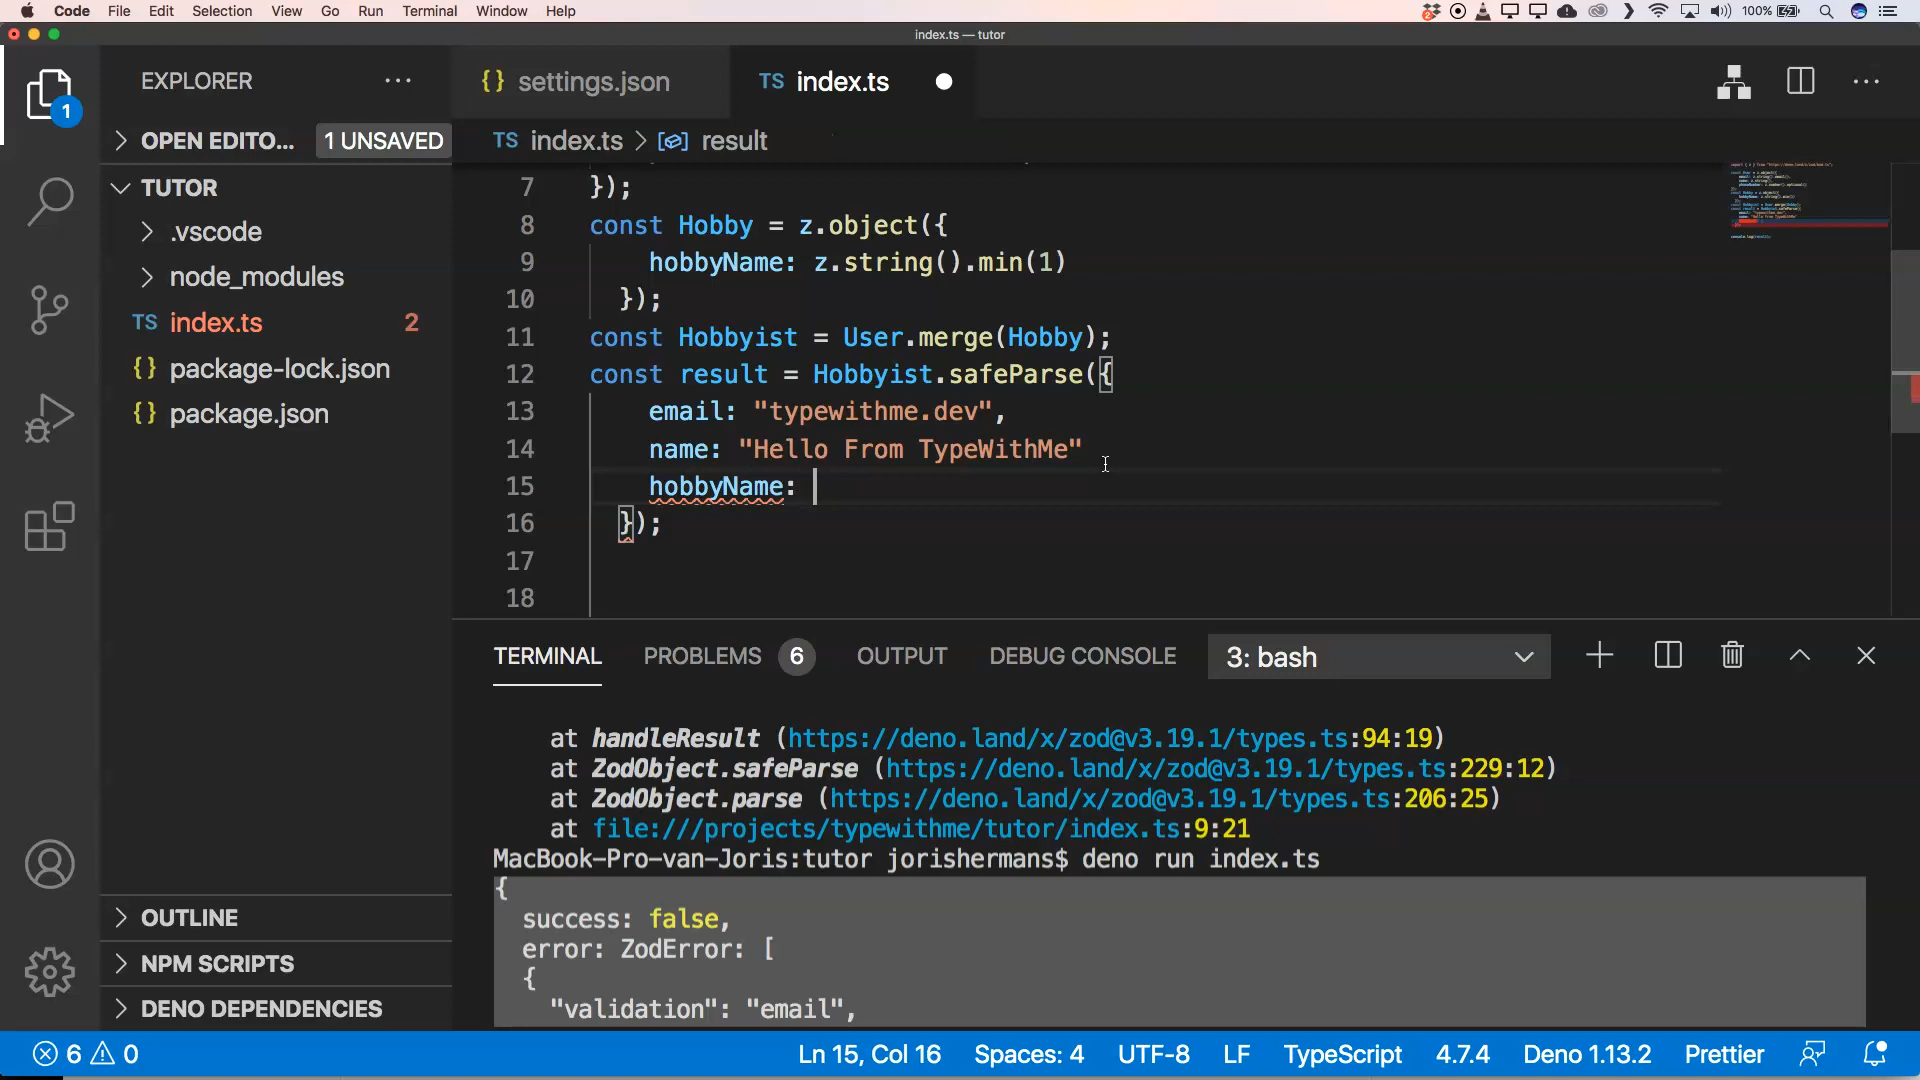 Code File Edit Selection View Go Run Terminal Window Help 100%
index.ts — tutor
EXPLORER
settings.json
TS index.ts
1
OPEN EDITO... 1 UNSAVED
TS index.ts > result
TUTOR
.vscode
node_modules
TS index.ts 2
{} package-lock.json
{} package.json
7 });
8 const Hobby = z.object({
9 hobbyName: z.string().min(1)
10 });
11 const Hobbyist = User.merge(Hobby);
12 const result = Hobbyist.safeParse({
13 email: "typewithme.dev",
14 name: "Hello From TypeWithMe"
15 hobbyName:
16 });
17
18
TERMINAL PROBLEMS 6 OUTPUT DEBUG CONSOLE 3: bash
at handleResult (https://deno.land/x/zod@v3.19.1/types.ts:94:19)
at ZodObject.safeParse (https://deno.land/x/zod@v3.19.1/types.ts:229:12)
at ZodObject.parse (https://deno.land/x/zod@v3.19.1/types.ts:206:25)
at file:///projects/typewithme/tutor/index.ts:9:21
MacBook-Pro-van-Joris:tutor jorishermans$ deno run index.ts
{
success: false,
error: ZodError: [
{
"validation": "email",
OUTLINE
NPM SCRIPTS
DENO DEPENDENCIES
6 0 Ln 15, Col 16 Spaces: 4 UTF-8 LF TypeScript 4.7.4 Deno 1.13.2 Prettier